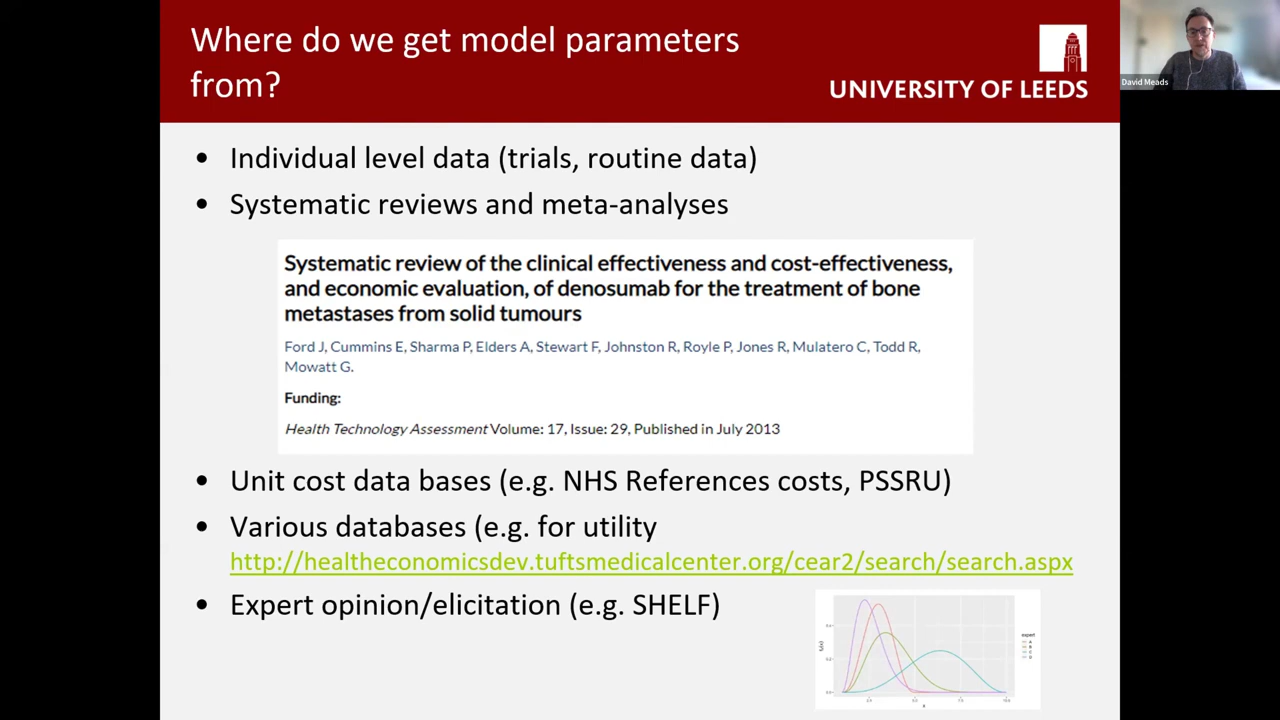 Where do we get model parameters
from?
UNIVERSITY OF LEEDS
David Meads
• Individual level data (trials, routine data)
• Systematic reviews and meta-analyses
Systematic review of the clinical effectiveness and cost-effectiveness,
and economic evaluation, of denosumab for the treatment of bone
metastases from solid tumours
Ford J, Cummins E, Sharma P, Elders A, Stewart F, Johnston R, Royle P, Jones R, Mulatero C, Todd R,
Mowatt G.
Funding:
Health Technology Assessment Volume: 17, Issue: 29, Published in July 2013
• Unit cost data bases (e.g. NHS References costs, PSSRU)
• Various databases (e.g. for utility
http://healtheconomicsdev.tuftsmedicalcenter.org/cear2/search/search.aspx
• Expert opinion/elicitation (e.g. SHELF)
expert
A
B
C
D